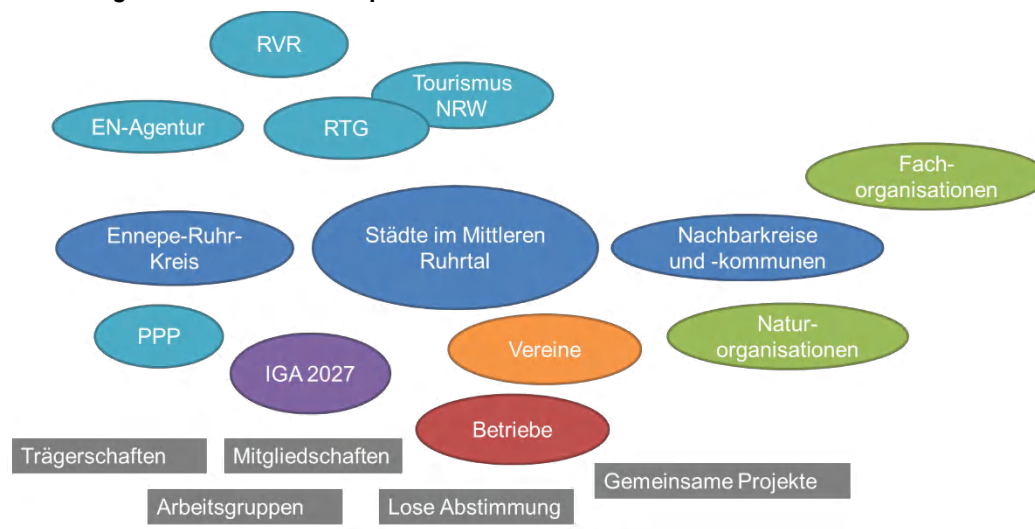 RVR
Tourismus
NRW
EN-Agentur
RTG
Fach-
organisationen
Ennepe-Ruhr-
Kreis
Städte im Mittleren
Ruhrtal
Nachbarkreise
und -kommunen
PPP
IGA 2027
Vereine
Natur-
organisationen
Betriebe
Trägerschaften
Mitgliedschaften
Gemeinsame Projekte
Arbeitsgruppen
Lose Abstimmung